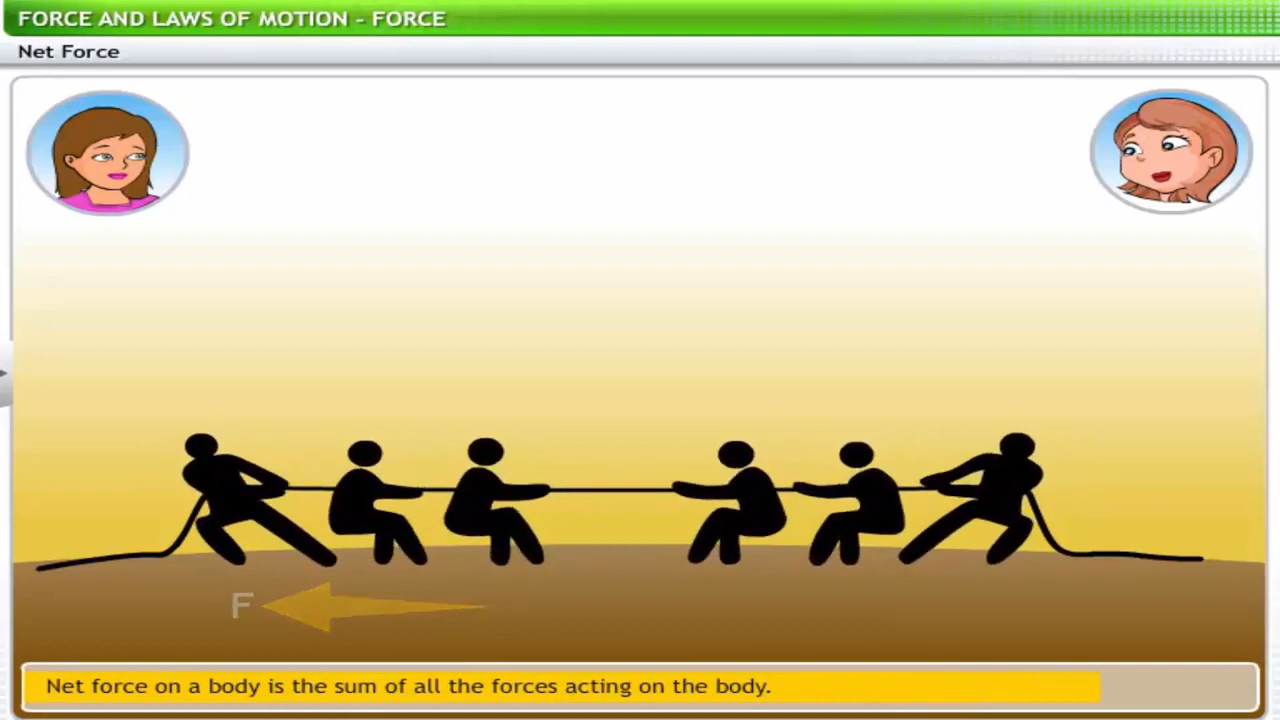 FORCE AND LAWS OF MOTION - FORCE
Net Force
F
Net force on a body is the sum of all the forces acting on the body.